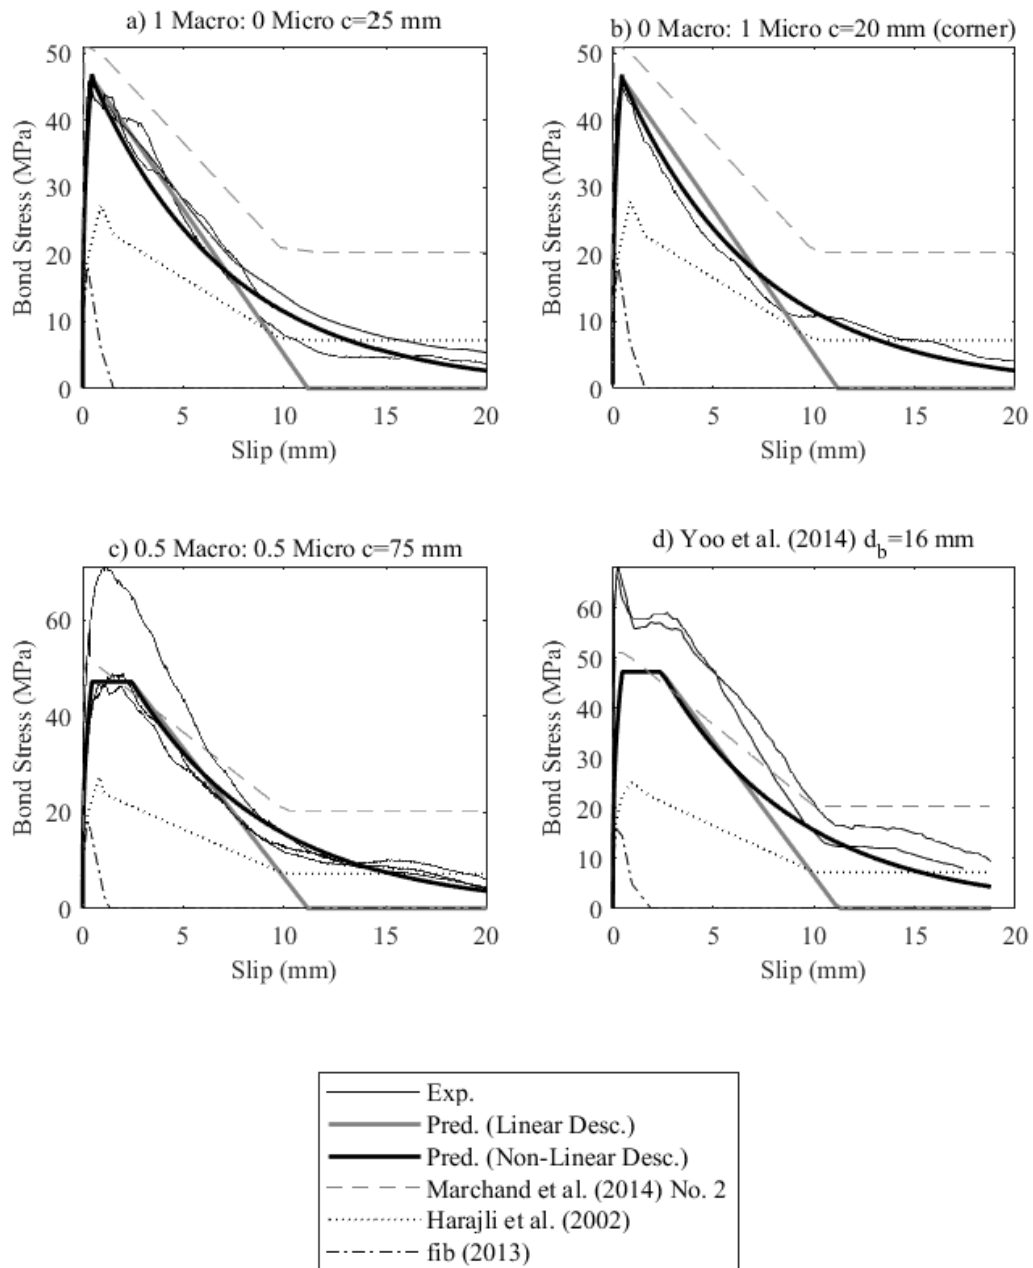 a) 1 Macro: 0 Micro c=25 mm
b) 0 Macro: 1 Micro c=20 mm (corner)
50
40
30
20
10
0
Bond Stress (MPa)
0 5 10 15 20
Slip (mm)
50
40
30
20
10
0
Bond Stress (MPa)
0 5 10 15 20
Slip (mm)
c) 0.5 Macro: 0.5 Micro c=75 mm
d) Yoo et al. (2014) d_b=16 mm
60
40
20
0
Bond Stress (MPa)
0 5 10 15 20
Slip (mm)
60
50
40
30
20
10
0
Bond Stress (MPa)
0 5 10 15 20
Slip (mm)
Exp.
Pred. (Linear Desc.)
Pred. (Non-Linear Desc.)
Marchand et al. (2014) No. 2
Harajli et al. (2002)
fib (2013)